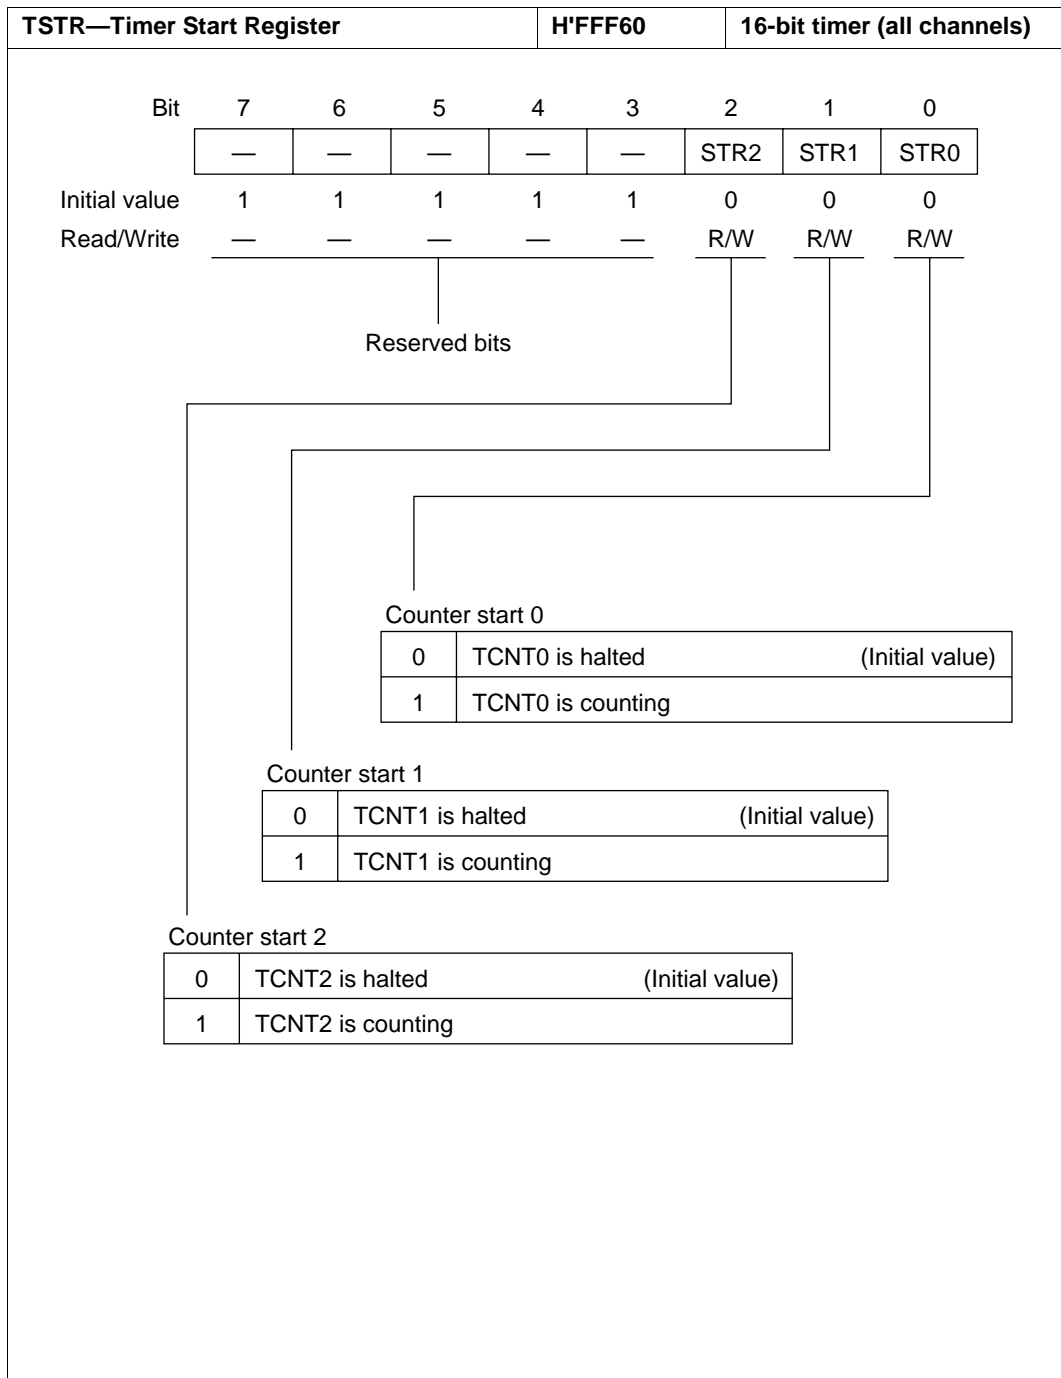 TSTR—Timer Start Register H'FFF60 16-bit timer (all channels)
Bit 7 6 5 4 3 2 1 0
— — — — — STR2 STR1 STR0
Initial value 1 1 1 1 1 0 0 0
Read/Write — — — — — R/W R/W R/W
Reserved bits
Counter start 0
0 TCNT0 is halted (Initial value)
1 TCNT0 is counting
Counter start 1
0 TCNT1 is halted (Initial value)
1 TCNT1 is counting
Counter start 2
0 TCNT2 is halted (Initial value)
1 TCNT2 is counting